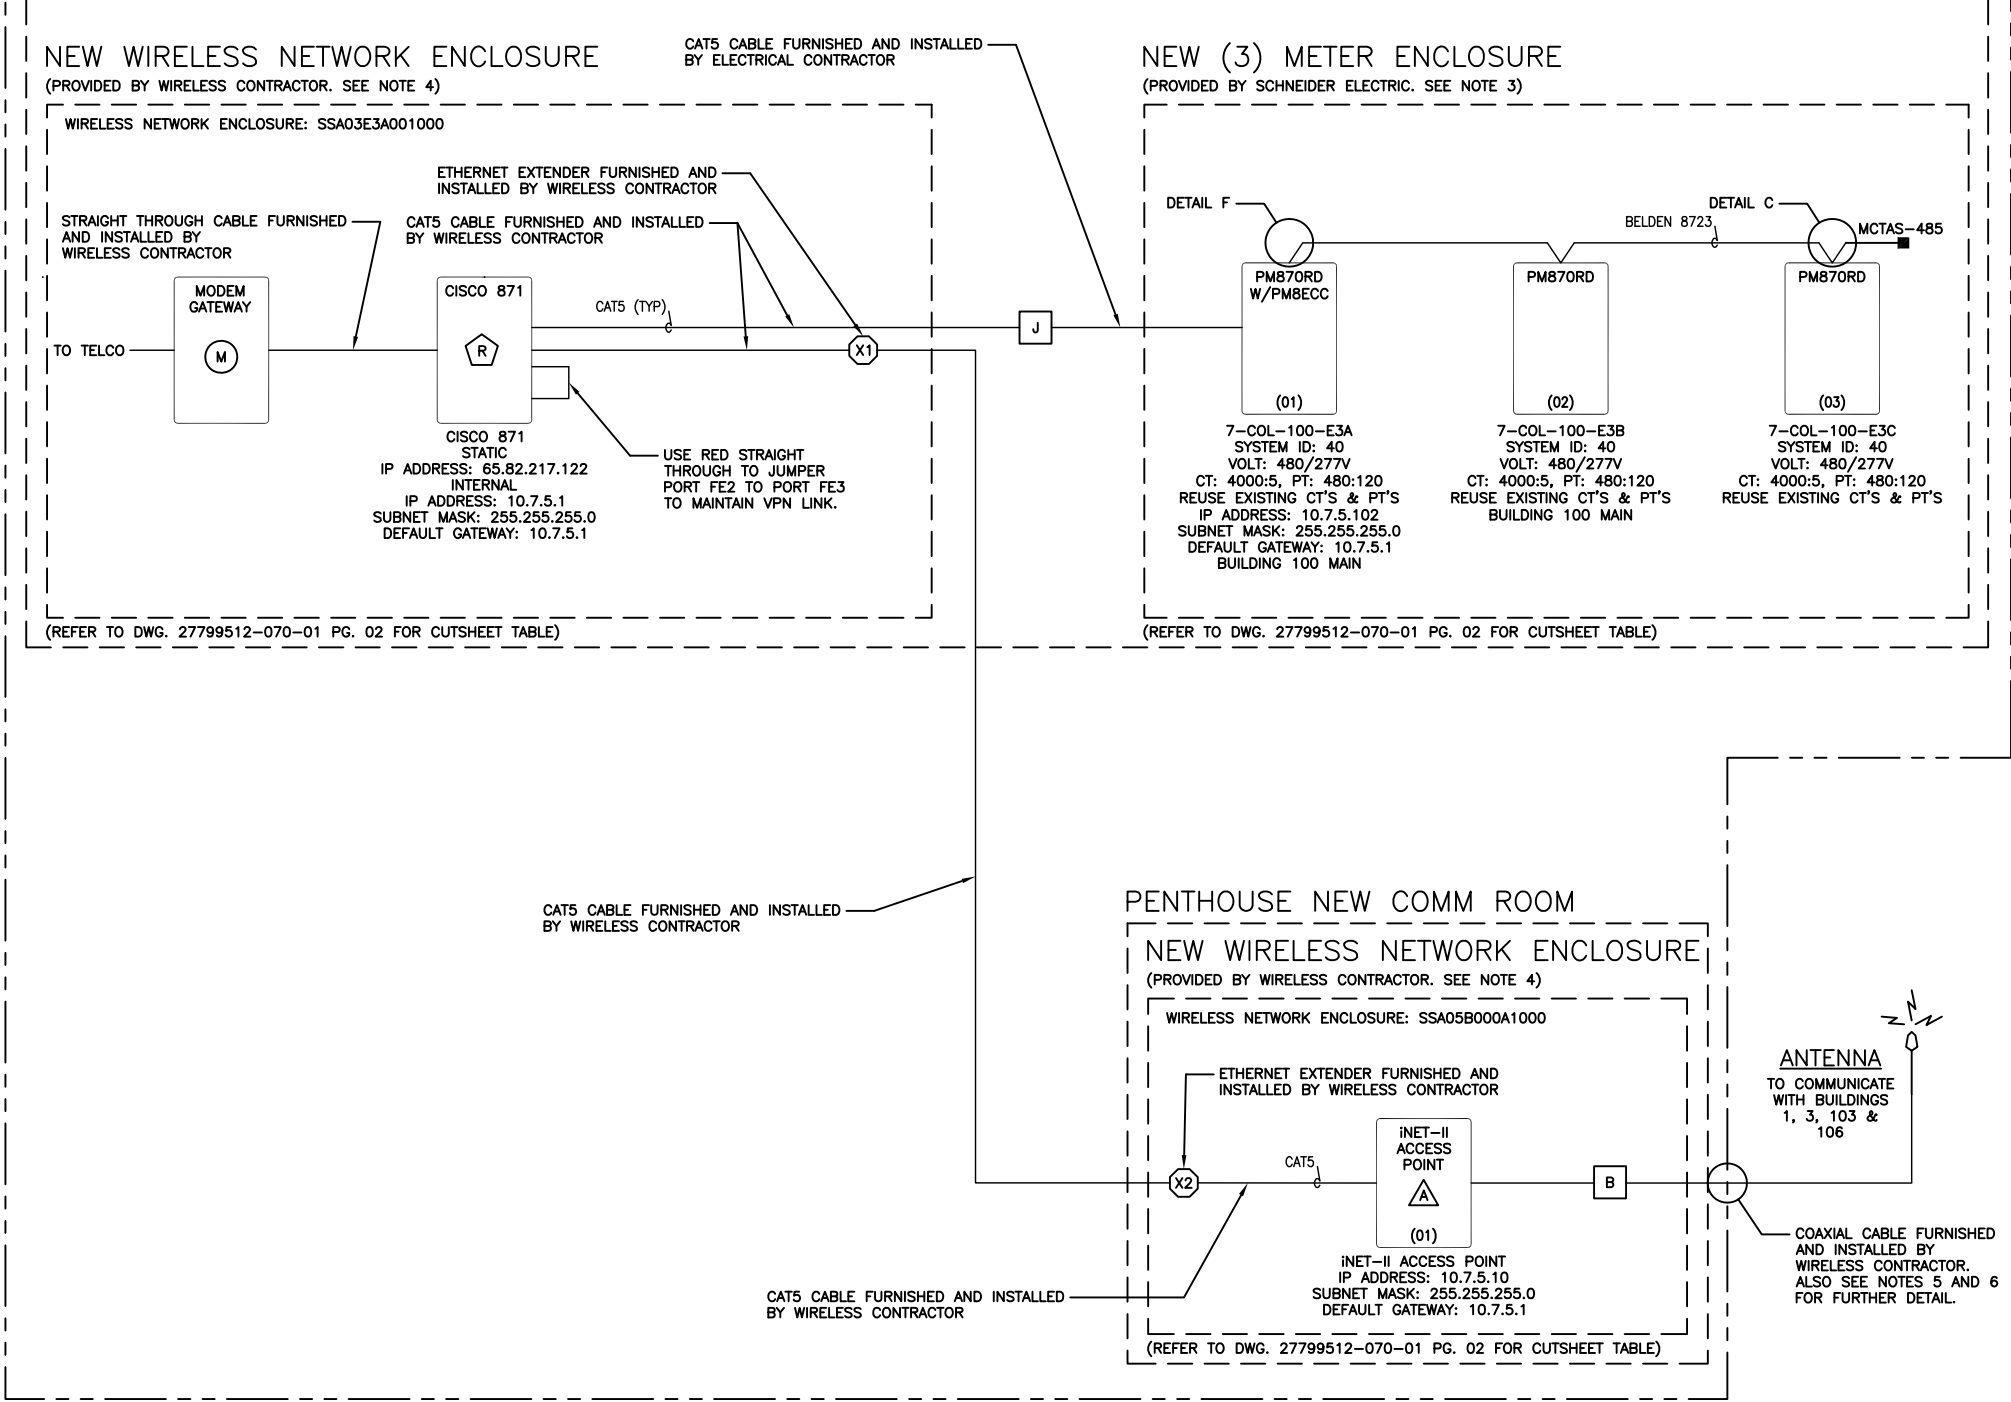 NEW WIRELESS NETWORK ENCLOSURE
(PROVIDED BY WIRELESS CONTRACTOR. SEE NOTE 4)
WIRELESS NETWORK ENCLOSURE: SSA03E3A001000
ETHERNET EXTENDER FURNISHED AND
INSTALLED BY WIRELESS CONTRACTOR
STRAIGHT THROUGH CABLE FURNISHED
AND INSTALLED BY
WIRELESS CONTRACTOR
CAT5 CABLE FURNISHED AND INSTALLED
BY WIRELESS CONTRACTOR
MODEM
GATEWAY
M
TO TELCO
CISCO 871
R
CAT5 (TYP)
X1
CISCO 871
STATIC
IP ADDRESS: 65.82.217.122
INTERNAL
IP ADDRESS: 10.7.5.1
SUBNET MASK: 255.255.255.0
DEFAULT GATEWAY: 10.7.5.1
USE RED STRAIGHT
THROUGH TO JUMPER
PORT FE2 TO PORT FE3
TO MAINTAIN VPN LINK.
(REFER TO DWG. 27799512-070-01 PG. 02 FOR CUTSHEET TABLE)
CAT5 CABLE FURNISHED AND INSTALLED
BY ELECTRICAL CONTRACTOR
J
NEW (3) METER ENCLOSURE
(PROVIDED BY SCHNEIDER ELECTRIC. SEE NOTE 3)
DETAIL F
DETAIL C
BELDEN 8723
MCTAS-485
PM870RD
W/PM8ECC
(01)
7-COL-100-E3A
SYSTEM ID: 40
VOLT: 480/277V
CT: 4000:5, PT: 480:120
REUSE EXISTING CT'S & PT'S
IP ADDRESS: 10.7.5.102
SUBNET MASK: 255.255.255.0
DEFAULT GATEWAY: 10.7.5.1
BUILDING 100 MAIN
PM870RD
(02)
7-COL-100-E3B
SYSTEM ID: 40
VOLT: 480/277V
CT: 4000:5, PT: 480:120
REUSE EXISTING CT'S & PT'S
BUILDING 100 MAIN
PM870RD
(03)
7-COL-100-E3C
SYSTEM ID: 40
VOLT: 480/277V
CT: 4000:5, PT: 480:120
REUSE EXISTING CT'S & PT'S
(REFER TO DWG. 27799512-070-01 PG. 02 FOR CUTSHEET TABLE)
CAT5 CABLE FURNISHED AND INSTALLED
BY WIRELESS CONTRACTOR
PENTHOUSE NEW COMM ROOM
NEW WIRELESS NETWORK ENCLOSURE
(PROVIDED BY WIRELESS CONTRACTOR. SEE NOTE 4)
WIRELESS NETWORK ENCLOSURE: SSA05B000A1000
ETHERNET EXTENDER FURNISHED AND
INSTALLED BY WIRELESS CONTRACTOR
X2
CAT5
iNET-II
ACCESS
POINT
A
(01)
B
iNET-II ACCESS POINT
IP ADDRESS: 10.7.5.10
SUBNET MASK: 255.255.255.0
DEFAULT GATEWAY: 10.7.5.1
CAT5 CABLE FURNISHED AND INSTALLED
BY WIRELESS CONTRACTOR
(REFER TO DWG. 27799512-070-01 PG. 02 FOR CUTSHEET TABLE)
ANTENNA
TO COMMUNICATE
WITH BUILDINGS
1, 3, 103 &
106
COAXIAL CABLE FURNISHED
AND INSTALLED BY
WIRELESS CONTRACTOR.
ALSO SEE NOTES 5 AND 6
FOR FURTHER DETAIL.